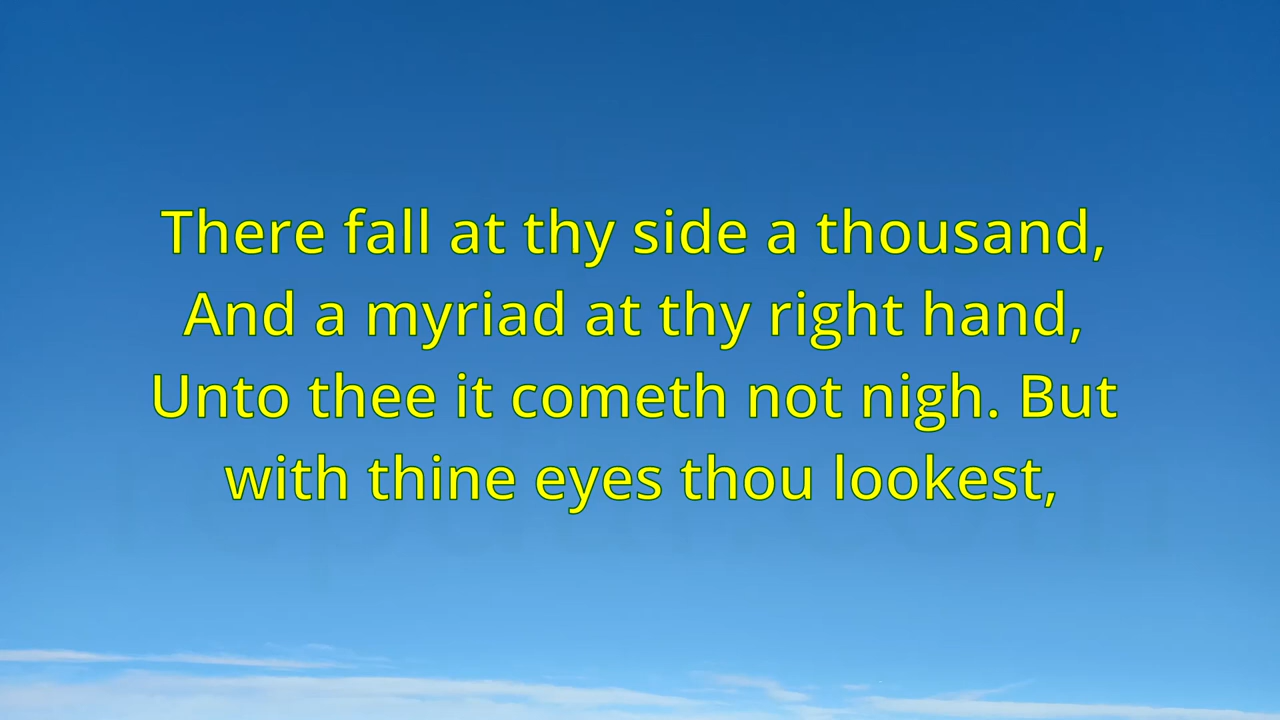 There fall at thy side a thousand,
And a myriad at thy right hand,
Unto thee it cometh not nigh. But
with thine eyes thou lookest,